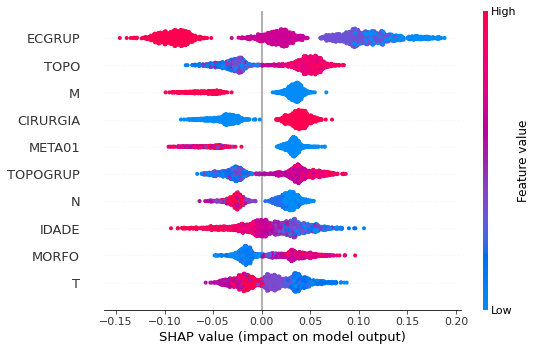 High
ECGRUP
TOPO
M
CIRURGIA
META01
TOPOGRUP
N
IDADE
MORFO
T
Feature value
Low
−0.15 −0.10 −0.05 0.00 0.05 0.10 0.15 0.20
SHAP value (impact on model output)